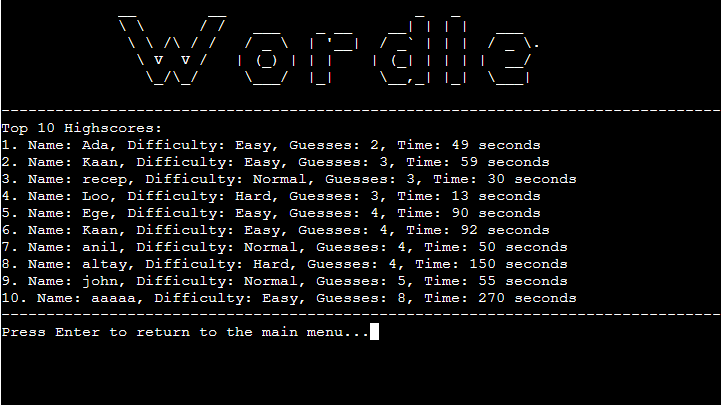 Wordle
Top 10 Highscores:
1. Name: Ada, Difficulty: Easy, Guesses: 2, Time: 49 seconds
2. Name: Kaan, Difficulty: Easy, Guesses: 3, Time: 59 seconds
3. Name: recep, Difficulty: Normal, Guesses: 3, Time: 30 seconds
4. Name: Loo, Difficulty: Hard, Guesses: 3, Time: 13 seconds
5. Name: Ege, Difficulty: Easy, Guesses: 4, Time: 90 seconds
6. Name: Kaan, Difficulty: Easy, Guesses: 4, Time: 92 seconds
7. Name: anil, Difficulty: Normal, Guesses: 4, Time: 50 seconds
8. Name: altay, Difficulty: Hard, Guesses: 4, Time: 150 seconds
9. Name: john, Difficulty: Normal, Guesses: 5, Time: 55 seconds
10. Name: aaaaa, Difficulty: Easy, Guesses: 8, Time: 270 seconds
Press Enter to return to the main menu...